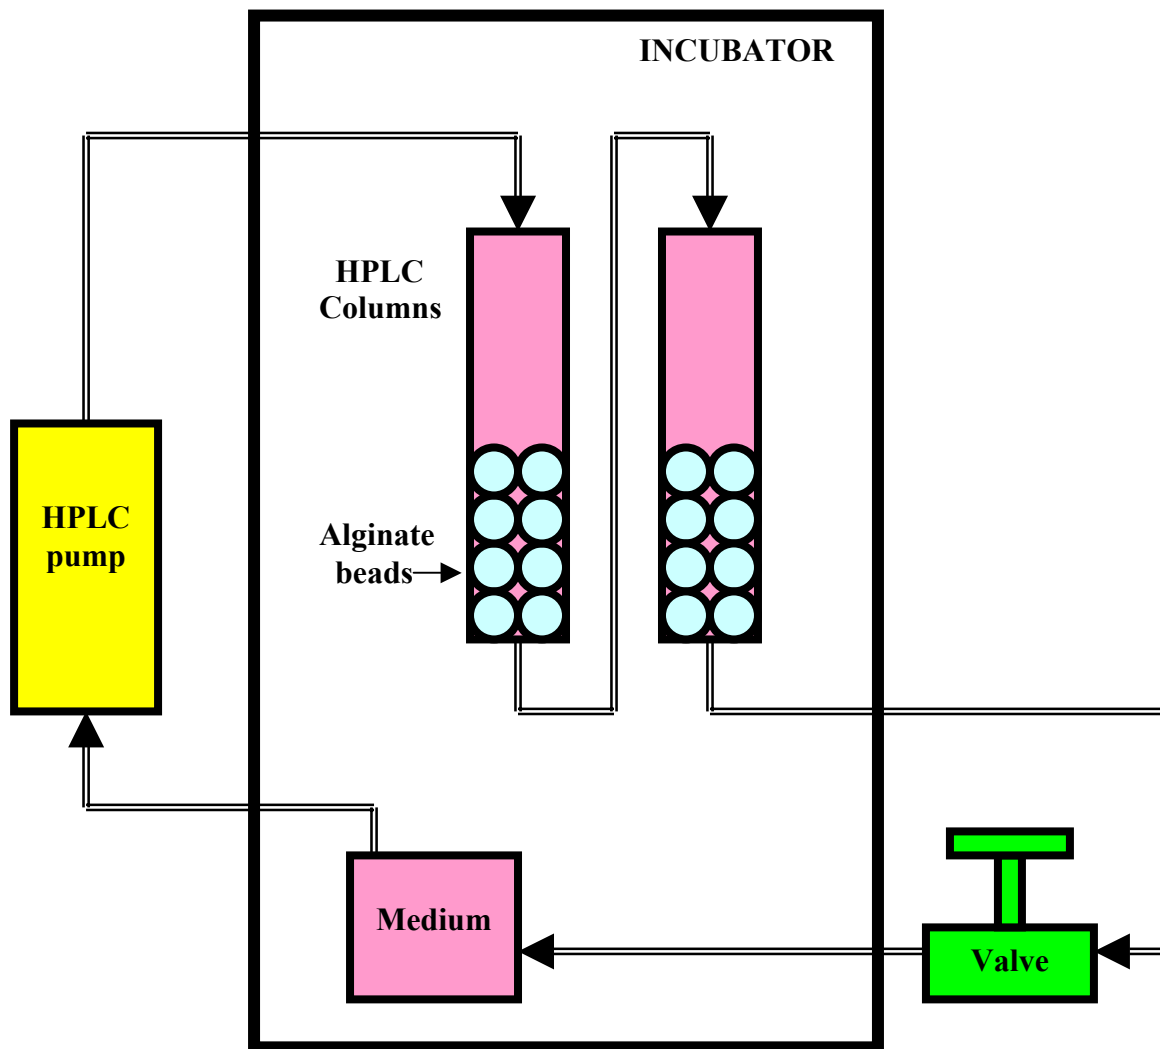 INCUBATOR
HPLC
Columns
HPLC
pump
Alginate
beads
Medium
Valve